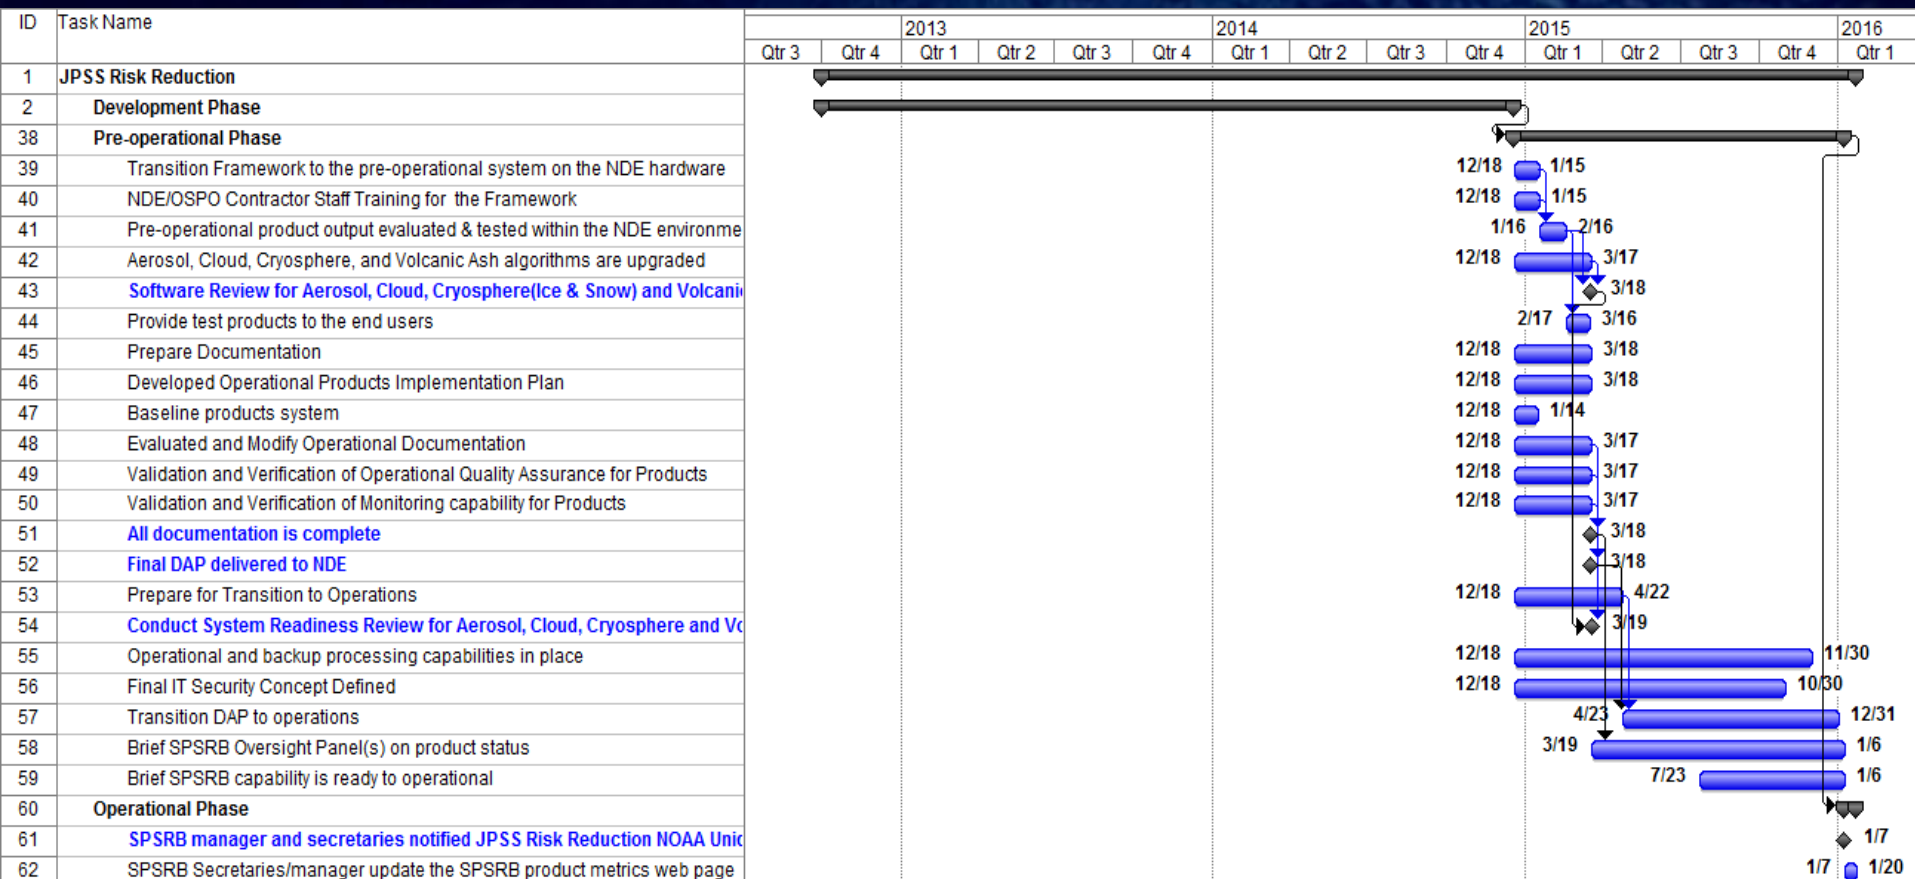 ID Task Name 2013 2014 2015 2016
Qtr 3 Qtr 4 Qtr 1 Qtr 2 Qtr 3 Qtr 4 Qtr 1 Qtr 2 Qtr 3 Qtr 4 Qtr 1 Qtr 2 Qtr 3 Qtr 4 Qtr 1
1 JPSS Risk Reduction
2 Development Phase
38 Pre-operational Phase
39 Transition Framework to the pre-operational system on the NDE hardware 12/18 1/15
40 NDE/OSPO Contractor Staff Training for the Framework 12/18 1/15
41 Pre-operational product output evaluated & tested within the NDE environme 1/16 2/16
42 Aerosol, Cloud, Cryosphere, and Volcanic Ash algorithms are upgraded 12/18 3/17
43 Software Review for Aerosol, Cloud, Cryosphere(Ice & Snow) and Volcani 3/18
44 Provide test products to the end users 2/17 3/16
45 Prepare Documentation 12/18 3/18
46 Developed Operational Products Implementation Plan 12/18 3/18
47 Baseline products system 12/18 1/14
48 Evaluated and Modify Operational Documentation 12/18 3/17
49 Validation and Verification of Operational Quality Assurance for Products 12/18 3/17
50 Validation and Verification of Monitoring capability for Products 12/18 3/17
51 All documentation is complete 3/18
52 Final DAP delivered to NDE 3/18
53 Prepare for Transition to Operations 12/18 4/22
54 Conduct System Readiness Review for Aerosol, Cloud, Cryosphere and Vo 3/19
55 Operational and backup processing capabilities in place 12/18 11/30
56 Final IT Security Concept Defined 12/18 10/30
57 Transition DAP to operations 4/23 12/31
58 Brief SPSRB Oversight Panel(s) on product status 3/19 1/6
59 Brief SPSRB capability is ready to operational 7/23 1/6
60 Operational Phase
61 SPSRB manager and secretaries notified JPSS Risk Reduction NOAA Unic 1/7
62 SPSRB Secretaries/manager update the SPSRB product metrics web page 1/7 1/20